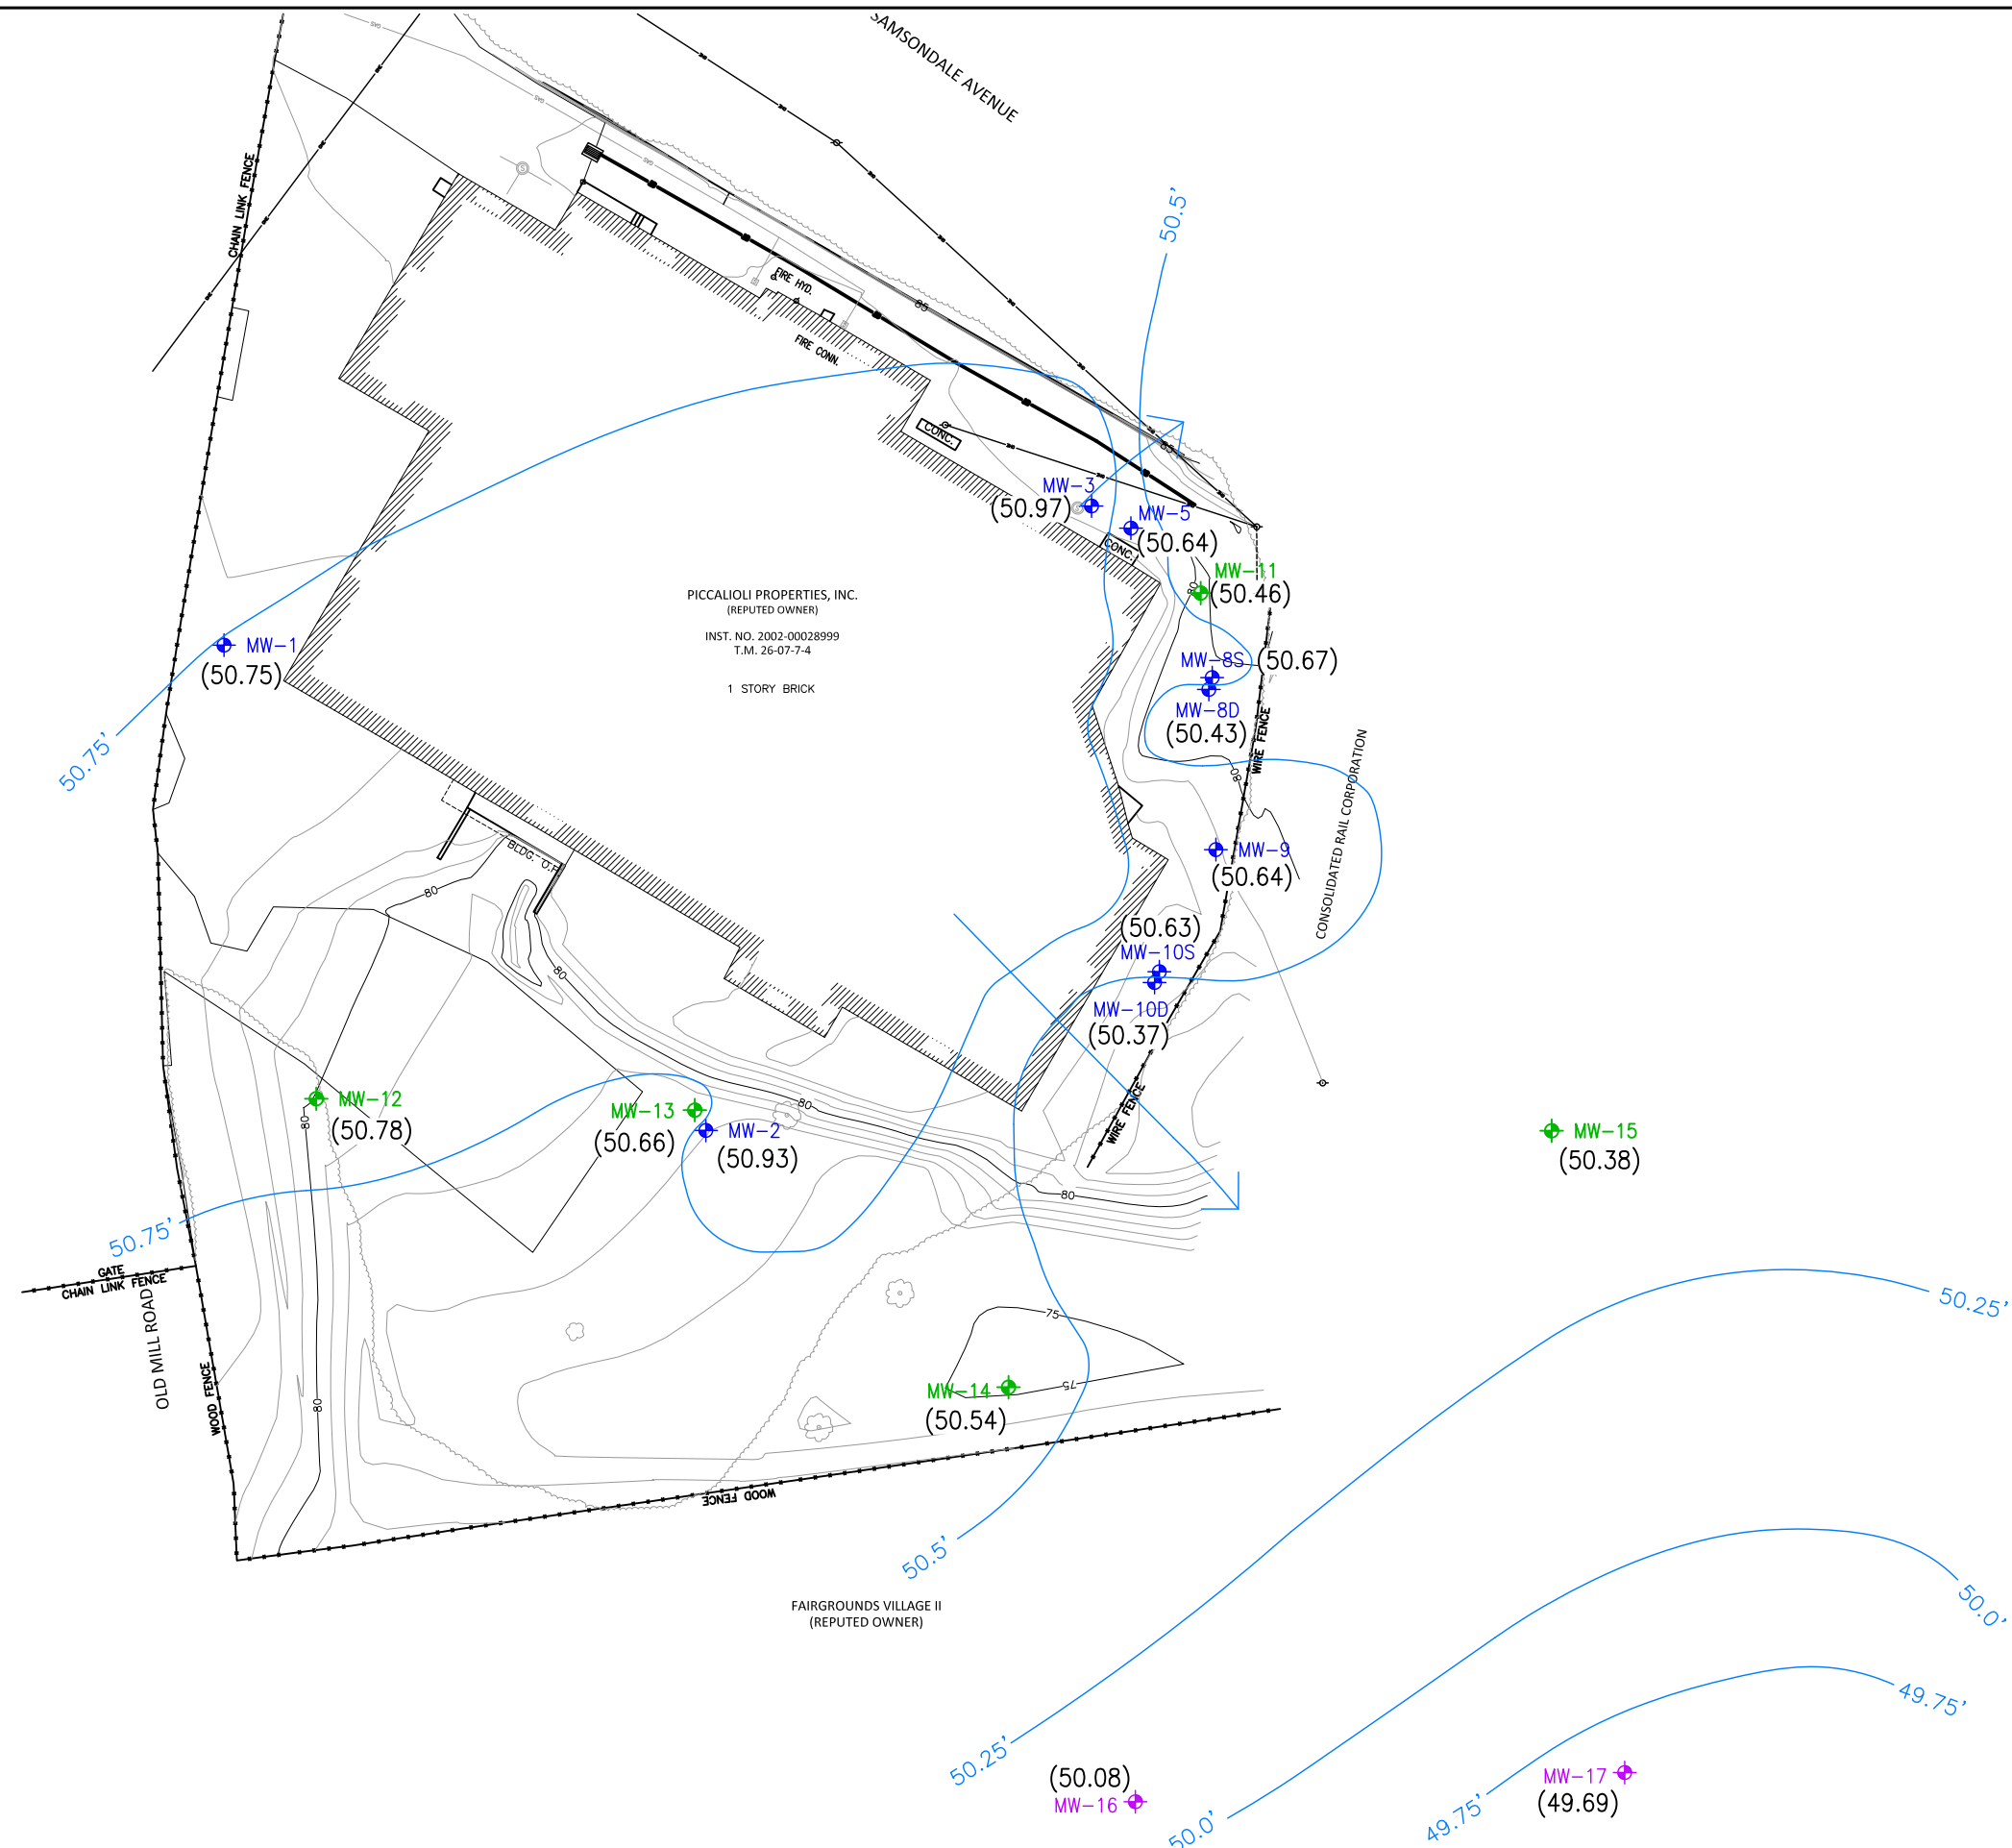 SAMSONDALE AVENUE
GAS
GAS
GAS
CHAIN LINK FENCE
S
50.5'
FIRE HYD.
85
FIRE CONN.
CONC.
85
MW-3
(50.97)
S
MW-5
(50.64)
CONC.
MW-11
(50.46)
80
PICCALIOLI PROPERTIES, INC.
(REPUTED OWNER)
INST. NO. 2002-00028999
T.M. 26-07-7-4
1 STORY BRICK
MW-1
(50.75)
50.75'
MW-8S
(50.67)
MW-8D
(50.43)
WIRE FENCE
80
CONSOLIDATED RAIL CORPORATION
MW-9
(50.64)
BLDG. O.H.
80
80
(50.63)
MW-10S
MW-10D
(50.37)
WIRE FENCE
MW-12
(50.78)
80
MW-13
(50.66)
MW-2
(50.93)
80
80
MW-15
(50.38)
50.75'
GATE
CHAIN LINK FENCE
OLD MILL ROAD
WOOD FENCE
80
75
75
MW-14
(50.54)
WOOD FENCE
50.5'
50.25'
FAIRGROUNDS VILLAGE II
(REPUTED OWNER)
50.0'
49.75'
50.25'
(50.08)
MW-16
50.0'
MW-17
(49.69)
49.75'